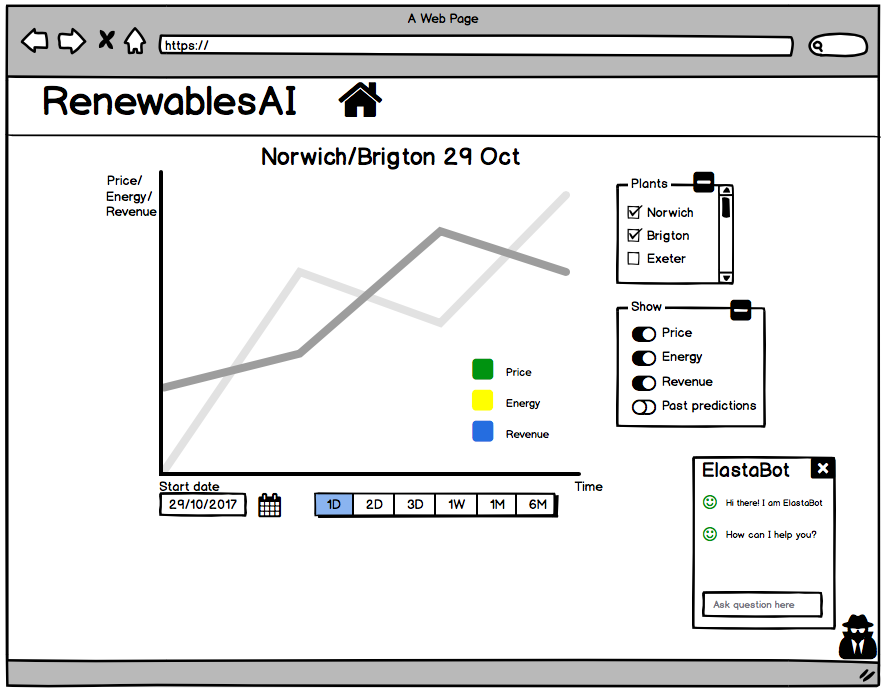 A Web Page
https://
RenewablesAI
Norwich/Brigton 29 Oct
Price/
Energy/
Revenue
Plants
Norwich
Brigton
Exeter
Show
Price
Energy
Revenue
Past predictions
Price
Energy
Revenue
Start date
Time
29/10/2017
1D 2D 3D 1W 1M 6M
ElastaBot
Hi there! I am ElastaBot
How can I help you?
Ask question here